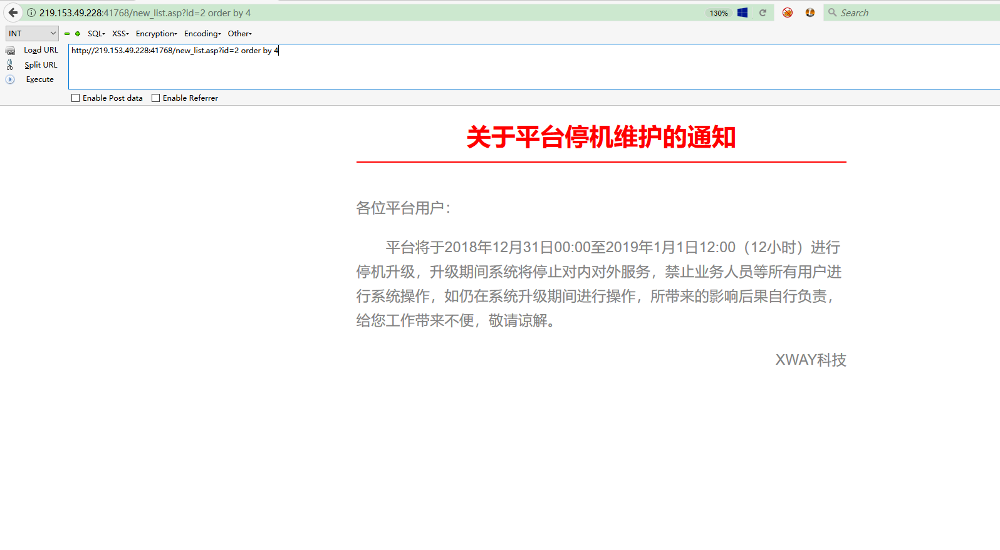 219.153.49.228:41768/new_list.asp?id=2 order by 4
130%
Search
INT
SQL
XSS
Encryption
Encoding
Other
Load URL
http://219.153.49.228:41768/new_list.asp?id=2 order by 4
Split URL
Execute
Enable Post data
Enable Referrer
关于平台停机维护的通知
各位平台用户：
平台将于2018年12月31日00:00至2019年1月1日12:00（12小时）进行
停机升级，升级期间系统将停止对内对外服务，禁止业务人员等所有用户进
行系统操作，如仍在系统升级期间进行操作，所带来的影响后果自行负责，
给您工作带来不便，敬请谅解。
XWAY科技